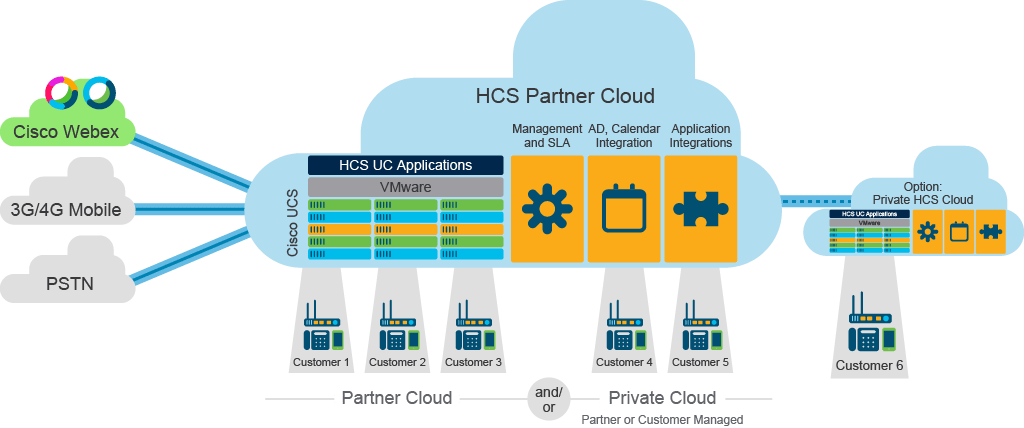 HCS Partner Cloud
Cisco Webex
3G/4G Mobile
PSTN
Cisco UCS
HCS UC Applications
VMware
Management
and SLA
AD, Calendar
Integration
Application
Integrations
Option:
Private HCS Cloud
HCS UC Applications
VMware
Customer 1
Customer 2
Customer 3
Customer 4
Customer 5
Customer 6
Partner Cloud
and/
or
Private Cloud
Partner or Customer Managed